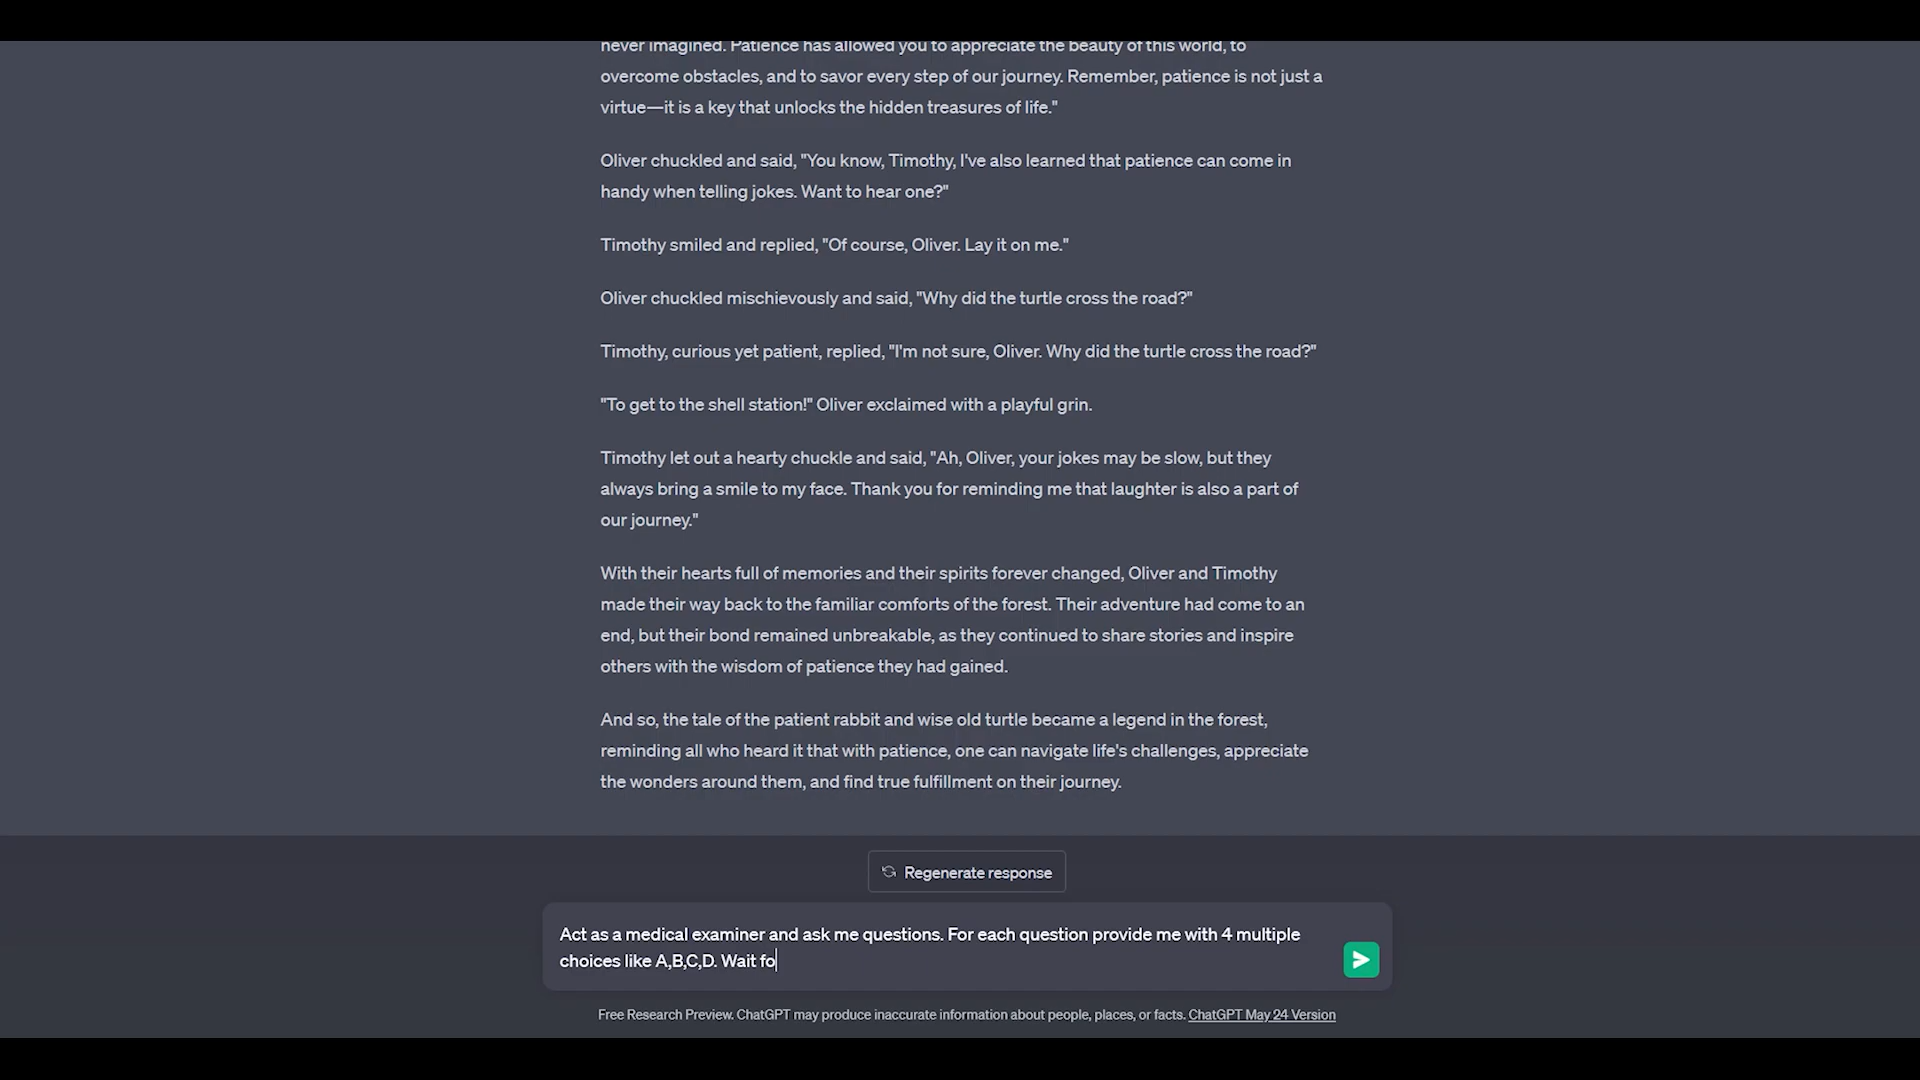 never imagined. Patience has allowed you to appreciate the beauty of this world, to
overcome obstacles, and to savor every step of our journey. Remember, patience is not just a
virtue—it is a key that unlocks the hidden treasures of life."
Oliver chuckled and said, "You know, Timothy, I've also learned that patience can come in
handy when telling jokes. Want to hear one?"
Timothy smiled and replied, "Of course, Oliver. Lay it on me."
Oliver chuckled mischievously and said, "Why did the turtle cross the road?"
Timothy, curious yet patient, replied, "I'm not sure, Oliver. Why did the turtle cross the road?"
"To get to the shell station!" Oliver exclaimed with a playful grin.
Timothy let out a hearty chuckle and said, "Ah, Oliver, your jokes may be slow, but they
always bring a smile to my face. Thank you for reminding me that laughter is also a part of
our journey."
With their hearts full of memories and their spirits forever changed, Oliver and Timothy
made their way back to the familiar comforts of the forest. Their adventure had come to an
end, but their bond remained unbreakable, as they continued to share stories and inspire
others with the wisdom of patience they had gained.
And so, the tale of the patient rabbit and wise old turtle became a legend in the forest,
reminding all who heard it that with patience, one can navigate life's challenges, appreciate
the wonders around them, and find true fulfillment on their journey.
Regenerate response
Act as a medical examiner and ask me questions. For each question provide me with 4 multiple
choices like A,B,C,D. Wait fo
Free Research Preview. ChatGPT may produce inaccurate information about people, places, or facts. ChatGPT May 24 Version